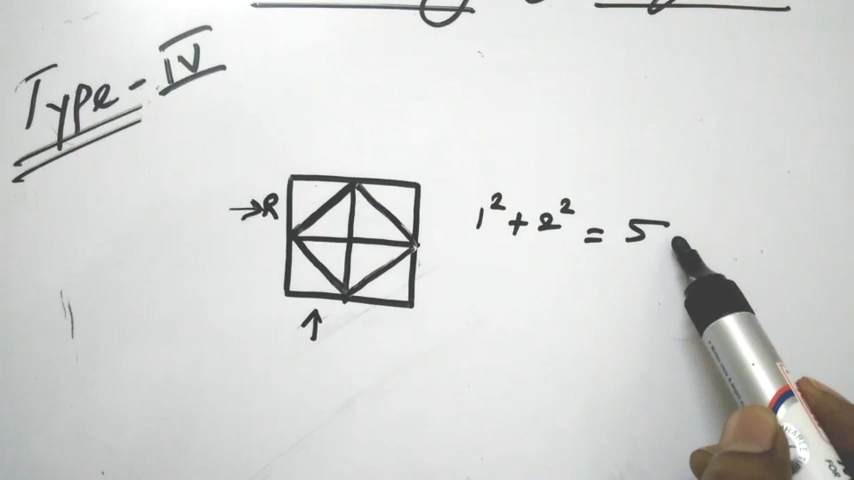 Type-IV
→R
1² + 2² = 5